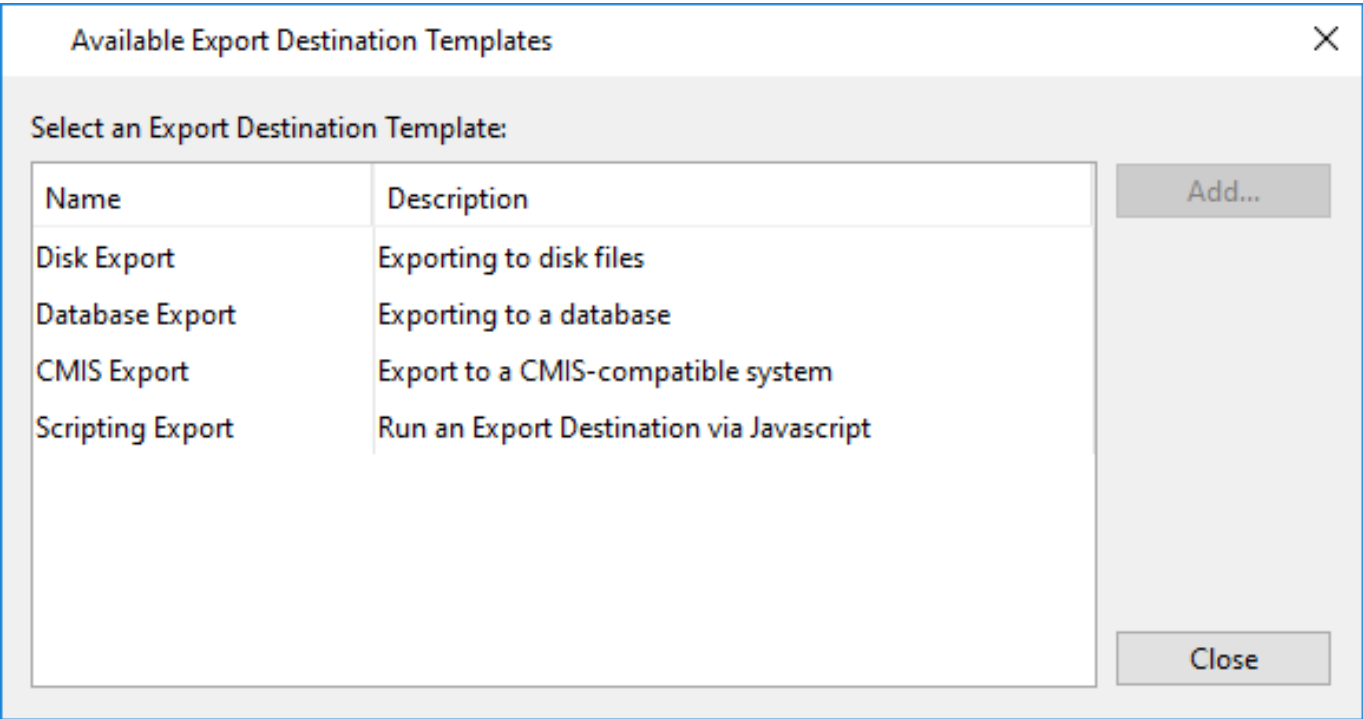 Available Export Destination Templates
Select an Export Destination Template:
Name Description
Add...
Disk Export Exporting to disk files
Database Export Exporting to a database
CMIS Export Export to a CMIS-compatible system
Scripting Export Run an Export Destination via Javascript
Close